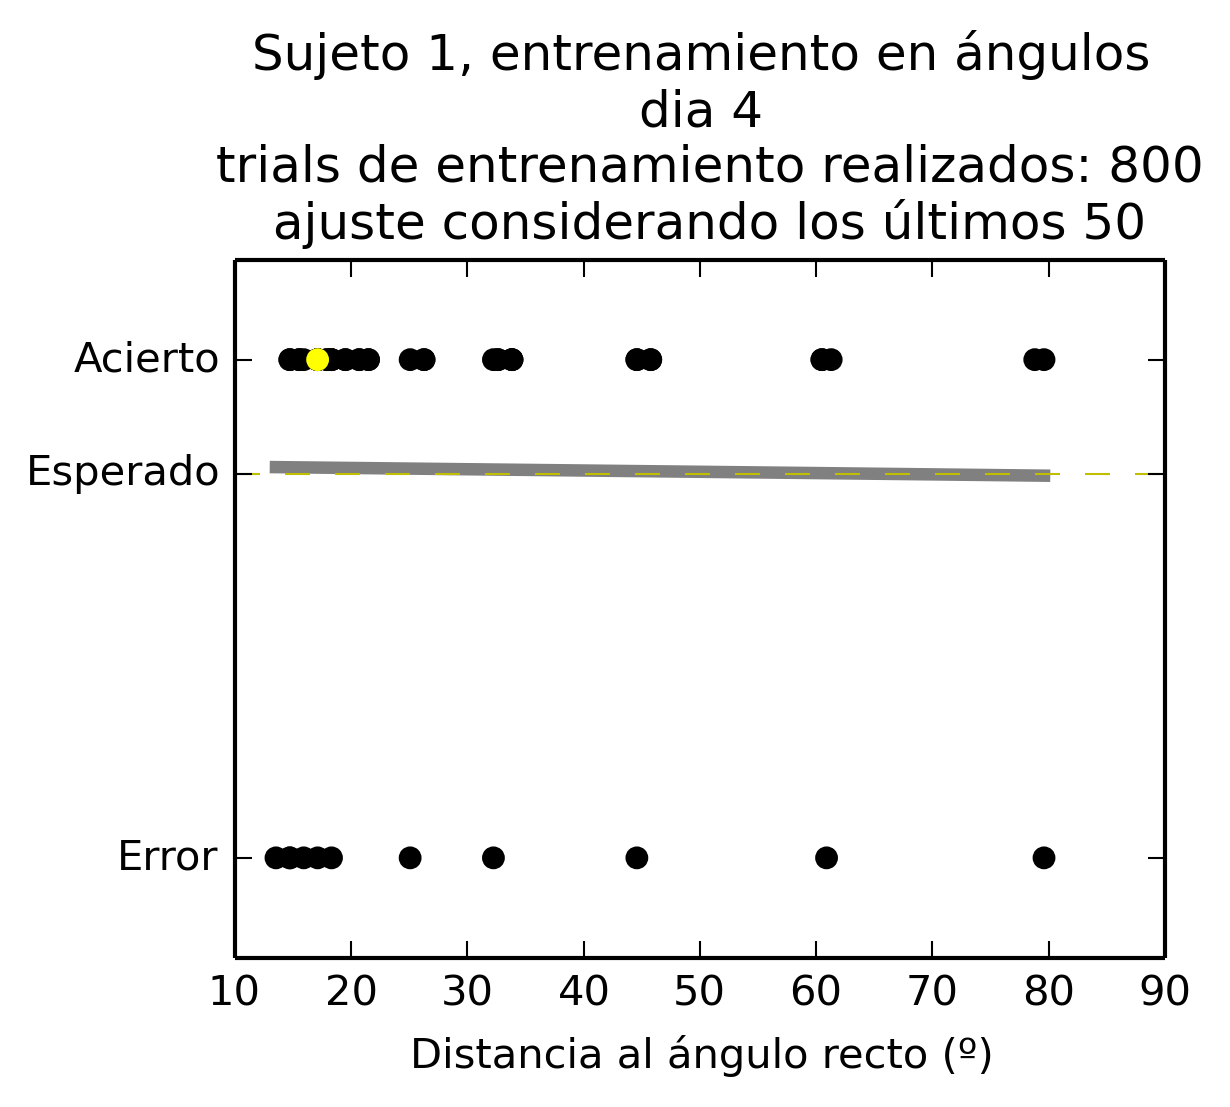 Sujeto 1, entrenamiento en ángulos
dia 4
trials de entrenamiento realizados: 800
ajuste considerando los últimos 50
Acierto
Esperado
Error
10 20 30 40 50 60 70 80 90
Distancia al ángulo recto (º)